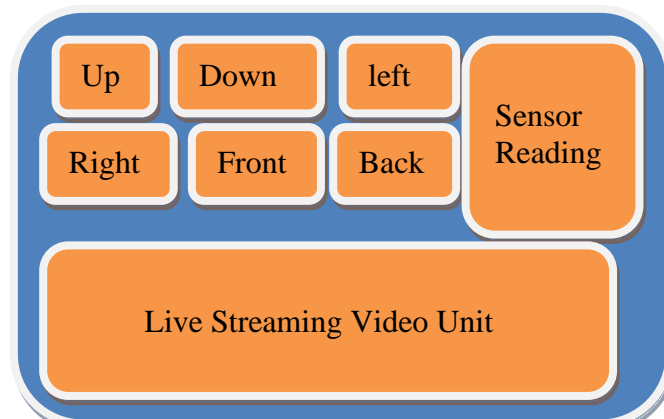 Up
Down
left
Sensor
Reading
Right
Front
Back
Live Streaming Video Unit